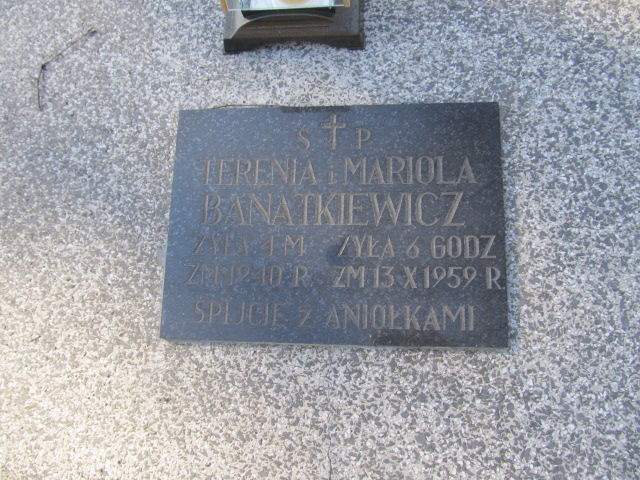 S † P
TERENIA i MARIOLA
BANATKIEWICZ
ŻYŁA 4 M ŻYŁA 6 GODZ
ZM. 1940 R. ZM 13 X 1959 R
ŚPIJCIE Z ANIOŁKAMI